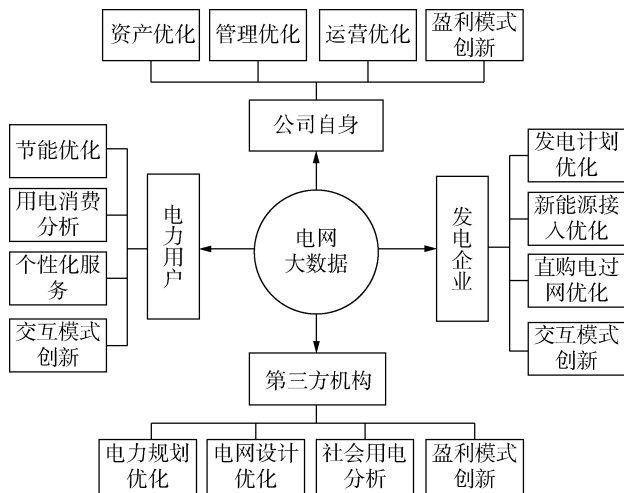 资产优化
管理优化
运营优化
盈利模式
创新
公司自身
节能优化
用电消费
分析
个性化服
务
交互模式
创新
电力用户
电网
大数据
发电企业
发电计划
优化
新能源接
入优化
直购电过
网优化
交互模式
创新
第三方机构
电力规划
优化
电网设计
优化
社会用电
分析
盈利模式
创新